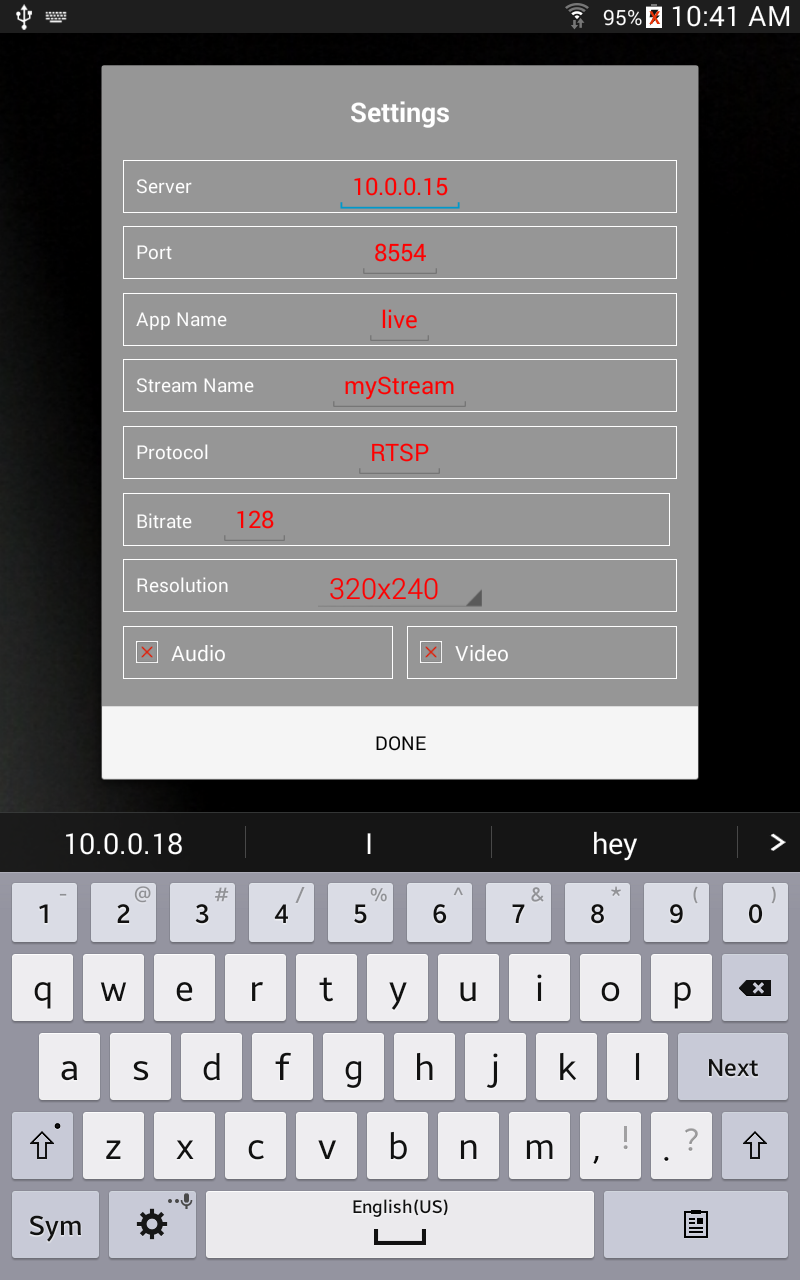 95% 10:41 AM
Settings
Server 10.0.0.15
Port 8554
App Name live
Stream Name myStream
Protocol RTSP
Bitrate 128
Resolution 320x240
Audio Video
DONE
10.0.0.18 I hey >
1 - 2 @ 3 # 4 / 5 % 6 ^ 7 & 8 * 9 ( 0 )
q w e r t y u i o p
a s d f g h j k l Next
z x c v b n m , ! . ?
Sym English(US)